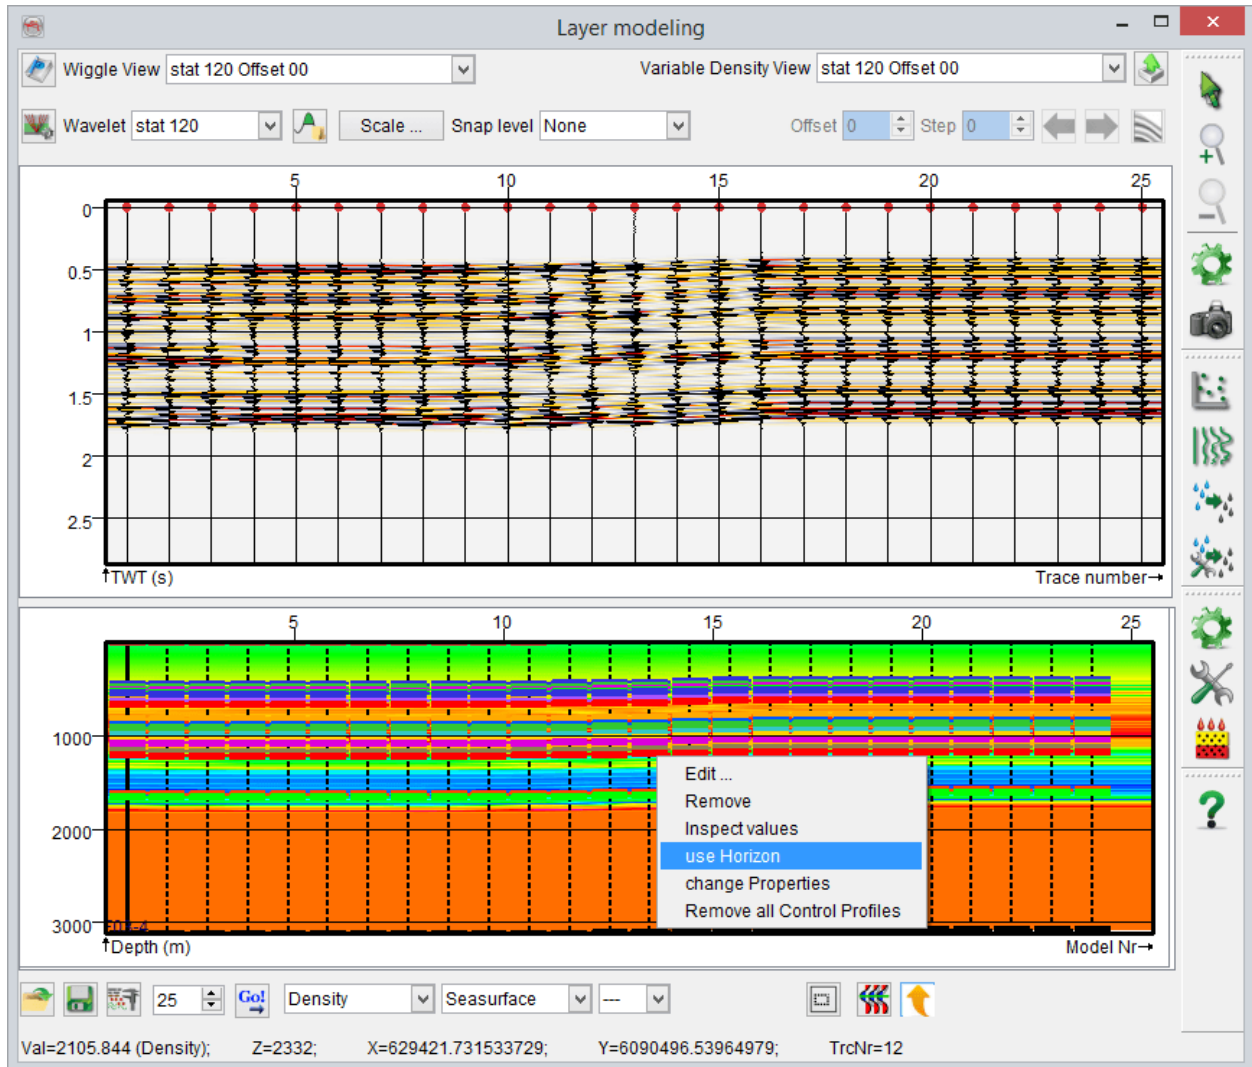 Layer modeling
Wiggle View stat 120 Offset 00 Variable Density View stat 120 Offset 00
Wavelet stat 120 Scale ... Snap level None Offset 0 Step 0
5 10 15 20 25
0
0.5
1
1.5
2
2.5
TWT (s) Trace number
5 10 15 20 25
1000
2000
3000
Edit ...
Remove
Inspect values
use Horizon
change Properties
Remove all Control Profiles
Depth (m) Model Nr
25 Go! Density Seasurface ---
Val=2105.844 (Density); Z=2332; X=629421.731533729; Y=6090496.53964979; TrcNr=12